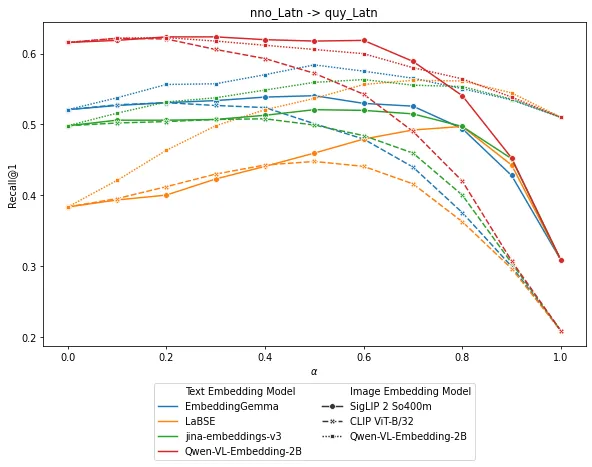 nno_Latn -> quy_Latn
Recall@1
0.6
0.5
0.4
0.3
0.2
0.0
0.2
0.4
0.6
0.8
1.0
α
Text Embedding Model
EmbeddingGemma
LaBSE
jina-embeddings-v3
Qwen-VL-Embedding-2B
Image Embedding Model
SigLIP 2 So400m
CLIP ViT-B/32
Qwen-VL-Embedding-2B